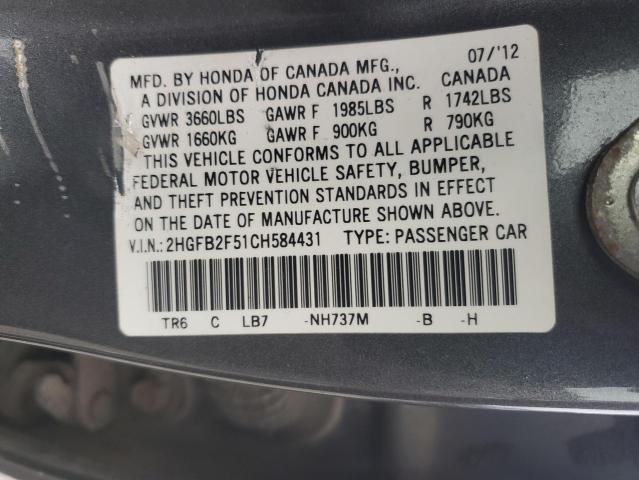 07/'12
MFD. BY HONDA OF CANADA MFG.,
A DIVISION OF HONDA CANADA INC. CANADA
GVWR 3660LBS GAWR F 1985LBS R 1742LBS
GVWR 1660KG GAWR F 900KG R 790KG
THIS VEHICLE CONFORMS TO ALL APPLICABLE
FEDERAL MOTOR VEHICLE SAFETY, BUMPER,
AND THEFT PREVENTION STANDARDS IN EFFECT
ON THE DATE OF MANUFACTURE SHOWN ABOVE.
V.I.N.: 2HGFB2F51CH584431 TYPE: PASSENGER CAR
TR6 C LB7 -NH737M -B -H